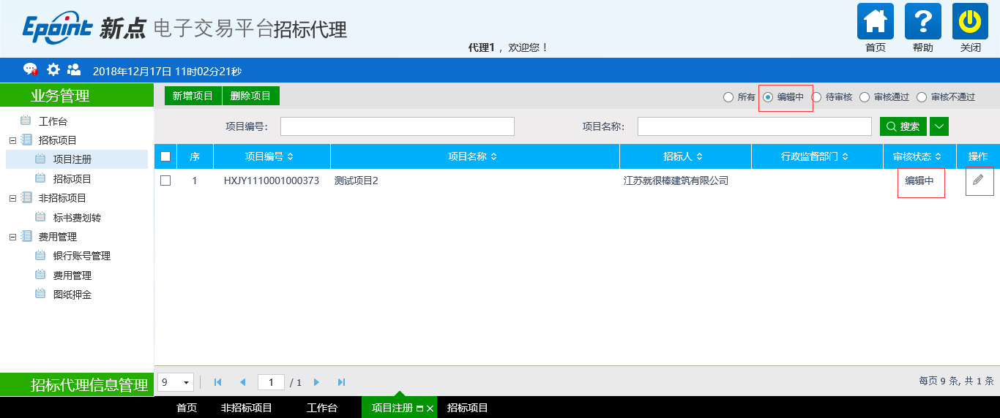 Epoint 新点 电子交易平台招标代理
代理1 ，欢迎您！
首页 帮助 关闭
2018年12月17日 11时02分21秒
业务管理
工作台
招标项目
项目注册
招标项目
非招标项目
标书费划转
费用管理
银行账号管理
费用管理
图纸押金
招标代理信息管理
新增项目 删除项目
所有 编辑中 待审核 审核通过 审核不通过
项目编号： 项目名称： 搜索
序 项目编号 项目名称 招标人 行政监督部门 审核状态 操作
1 HXJY1110001000373 测试项目2 江苏就很棒建筑有限公司 编辑中
9 1 / 1 每页 9 条, 共 1 条
首页 非招标项目 工作台 项目注册 招标项目